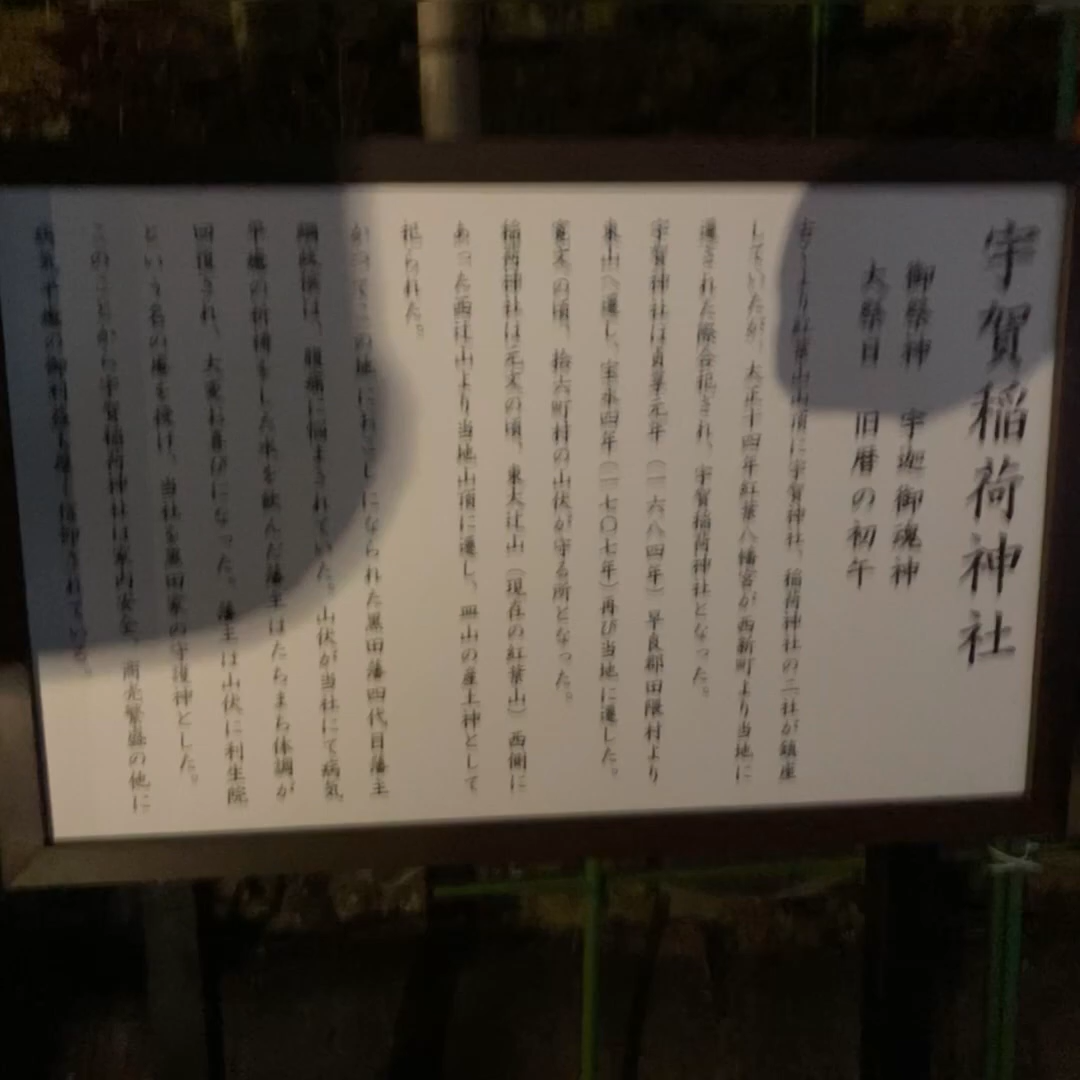 宇賀稲荷神社
御祭神 宇迦御魂神
大祭日 旧暦の初午
古くより紅葉山山頂に宇賀神社、稲荷神社の二社が鎮座
していたが、大正十四年紅葉八幡宮が西新町より当地に
遷された際合祀され、宇賀稲荷神社となった。
宇賀神社は貞享元年(一六八四年)早良郡田隈村より
東山へ遷し、宝永四年(一七〇七年)再び当地に遷した。
寛文の頃、拾六町村の山伏が守る所となった。
稲荷神社は元文の頃、東大辻山(現在の紅葉山)西側に
あった西辻山より当地山頂に遷し、皿山の産土神として
祀られた。
かつてこの地におこしになられた黒田藩四代目藩主
綱政候は、腹痛に悩まされていた。山伏が当社にて病気
平癒の祈祷をした水を飲んだ藩主はたちまち体調が
回復され、大変お喜びになった。藩主は山伏に利生院
という名の庵を授け、当社を黒田家の守護神とした。
このことから宇賀稲荷神社は家内安全、商売繁盛の他に
病気平癒の御利益も篤く信仰されている。